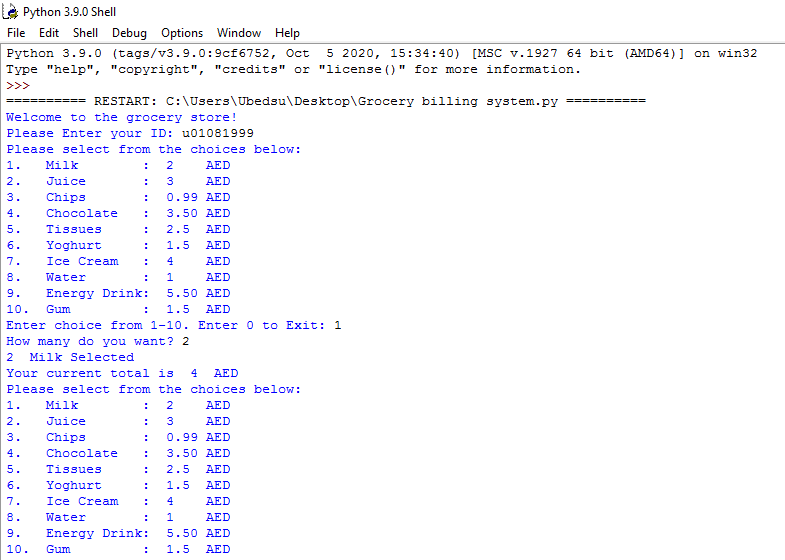 Python 3.9.0 Shell
File Edit Shell Debug Options Window Help
Python 3.9.0 (tags/v3.9.0:9cf6752, Oct  5 2020, 15:34:40) [MSC v.1927 64 bit (AMD64)] on win32
Type "help", "copyright", "credits" or "license()" for more information.
>>>
========== RESTART: C:\Users\Ubedsu\Desktop\Grocery billing system.py ==========
Welcome to the grocery store!
Please Enter your ID: u01081999
Please select from the choices below:
1.   Milk        :  2    AED
2.   Juice       :  3    AED
3.   Chips       :  0.99 AED
4.   Chocolate   :  3.50 AED
5.   Tissues     :  2.5  AED
6.   Yoghurt     :  1.5  AED
7.   Ice Cream   :  4    AED
8.   Water       :  1    AED
9.   Energy Drink:  5.50 AED
10.  Gum         :  1.5  AED
Enter choice from 1-10. Enter 0 to Exit: 1
How many do you want? 2
2  Milk Selected
Your current total is  4  AED
Please select from the choices below:
1.   Milk        :  2    AED
2.   Juice       :  3    AED
3.   Chips       :  0.99 AED
4.   Chocolate   :  3.50 AED
5.   Tissues     :  2.5  AED
6.   Yoghurt     :  1.5  AED
7.   Ice Cream   :  4    AED
8.   Water       :  1    AED
9.   Energy Drink:  5.50 AED
10.  Gum         :  1.5  AED